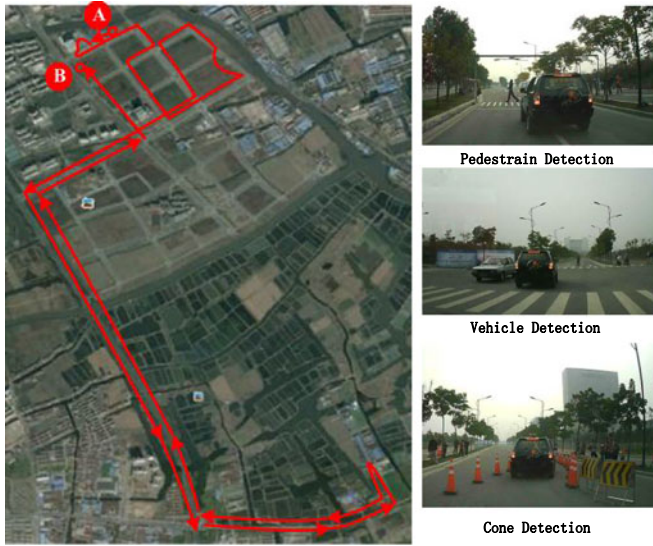 A
B
Pedestrain Detection
Vehicle Detection
Cone Detection